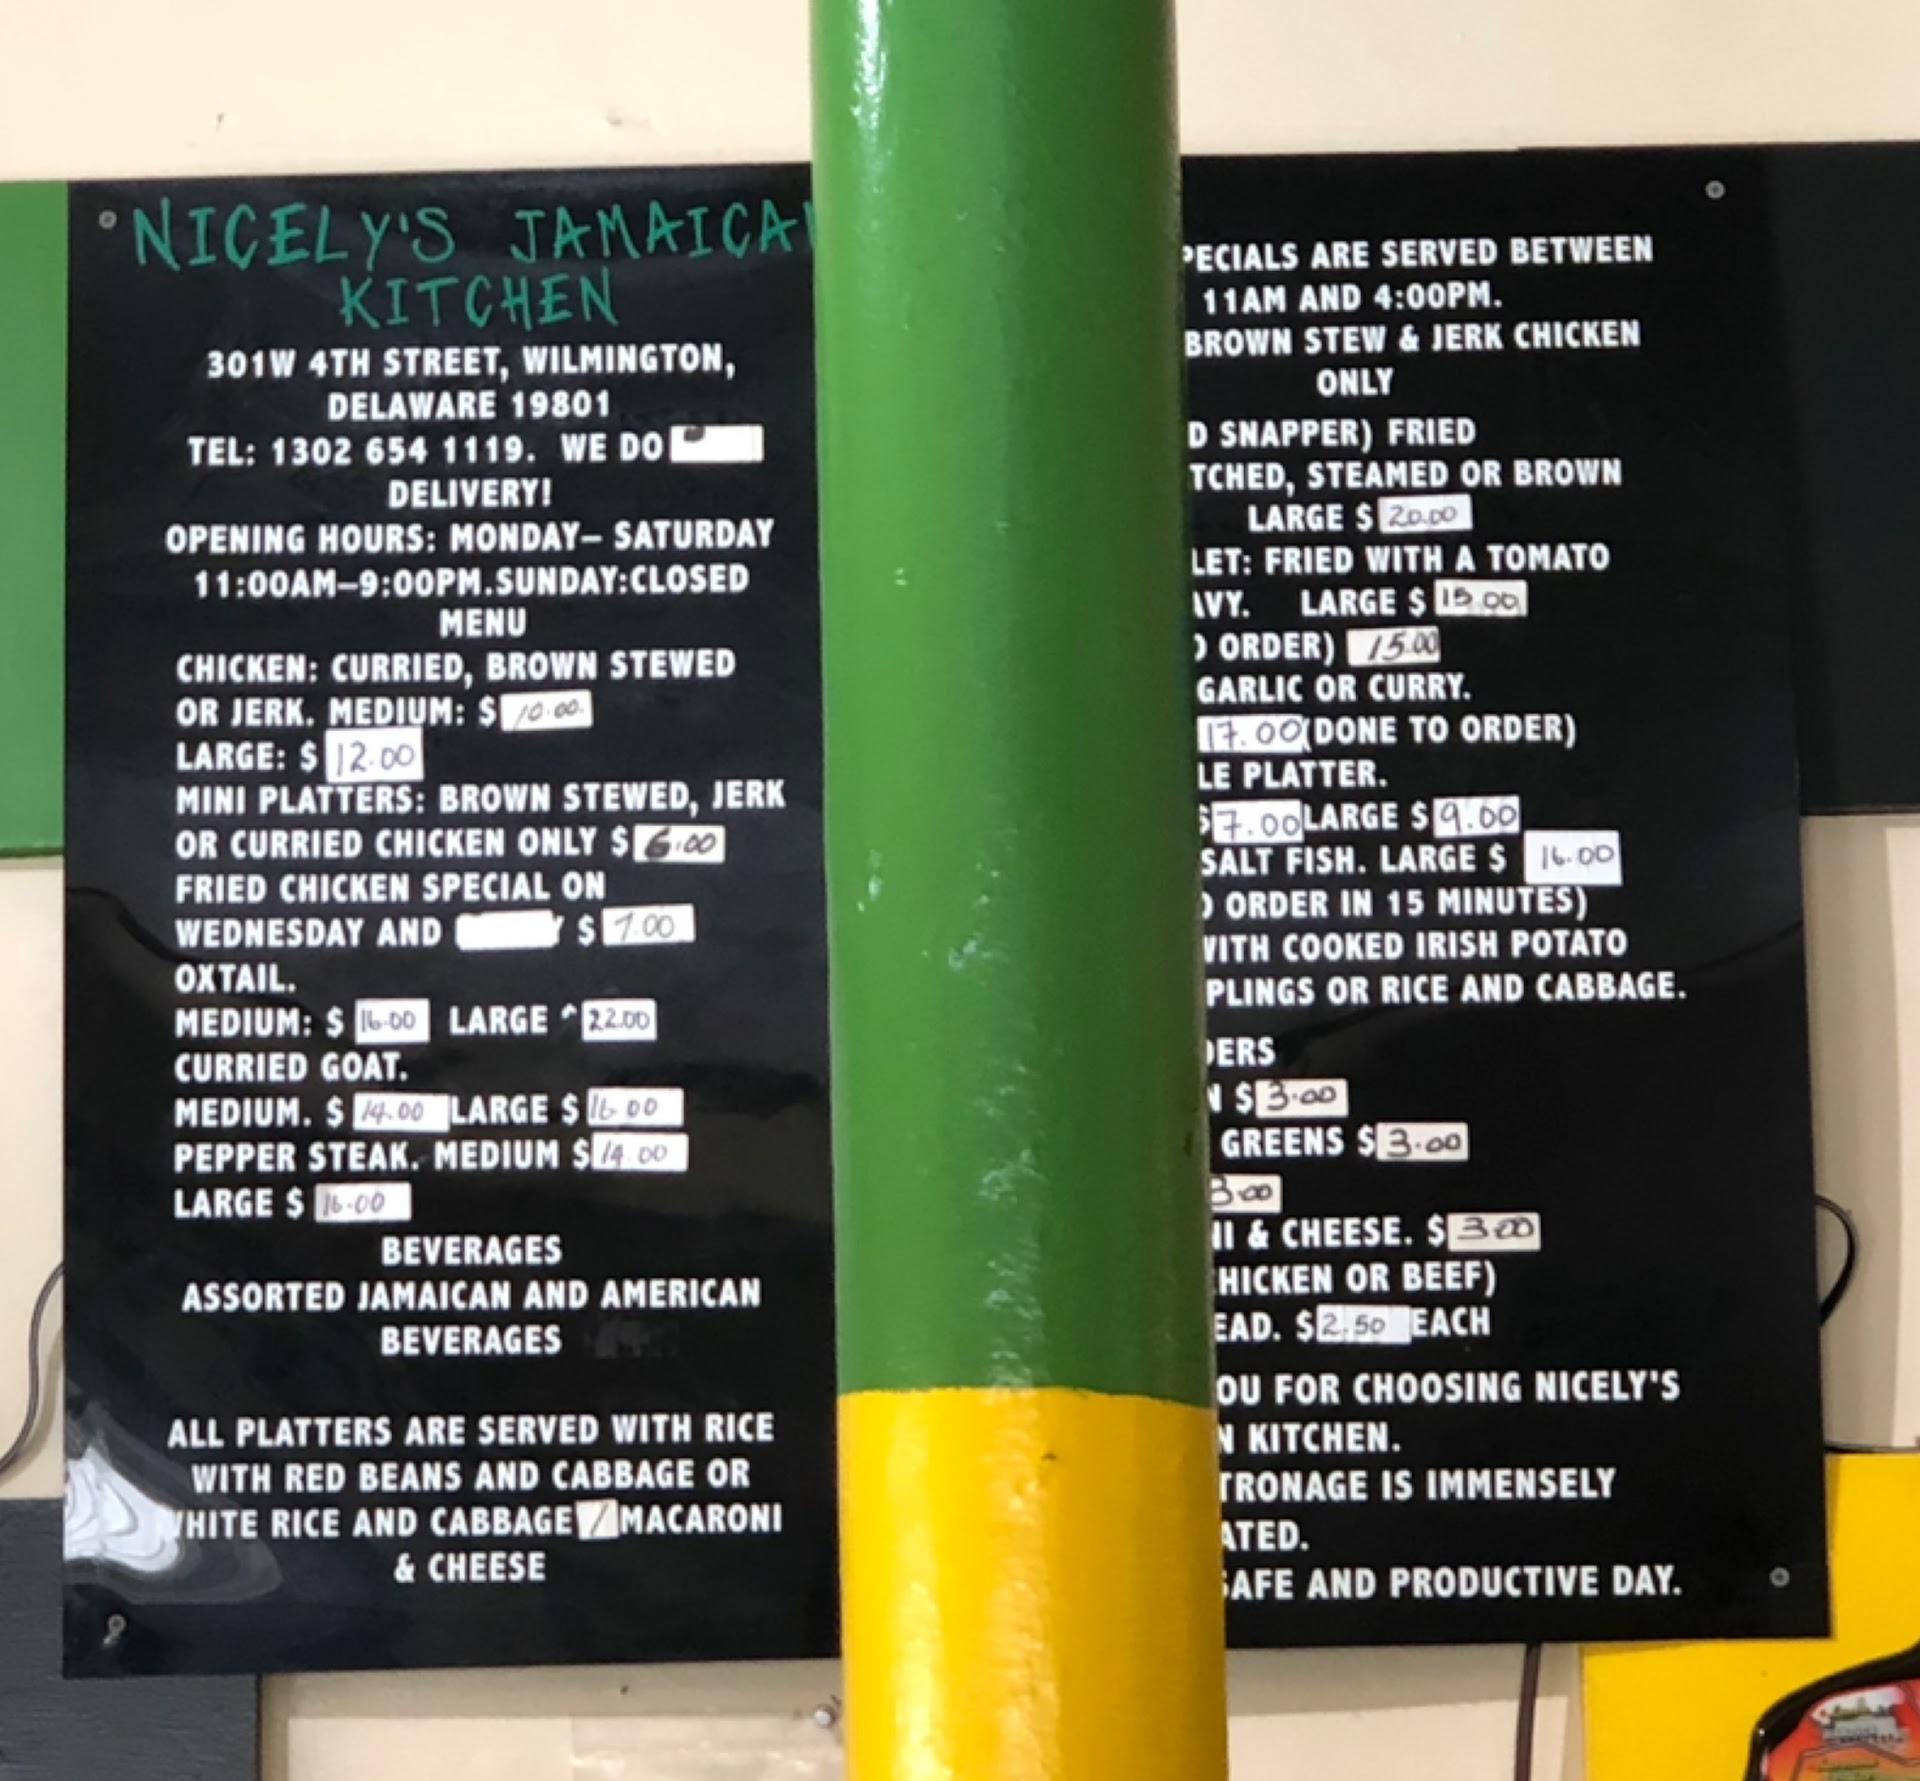 NICELY'S JAMAICAN
KITCHEN
301W 4TH STREET, WILMINGTON,
DELAWARE 19801
TEL: 1302 654 1119. WE DO
DELIVERY!
OPENING HOURS: MONDAY– SATURDAY
11:00AM–9:00PM.SUNDAY:CLOSED
MENU
CHICKEN: CURRIED, BROWN STEWED
OR JERK. MEDIUM: $ 10.00.
LARGE: $ 12.00
MINI PLATTERS: BROWN STEWED, JERK
OR CURRIED CHICKEN ONLY $ 6.00
FRIED CHICKEN SPECIAL ON
WEDNESDAY AND $ 7.00
OXTAIL.
MEDIUM: $ 16.00 LARGE ^ 22.00
CURRIED GOAT.
MEDIUM. $ 14.00 LARGE $ 16 00
PEPPER STEAK. MEDIUM $ 14.00
LARGE $ 16.00
BEVERAGES
ASSORTED JAMAICAN AND AMERICAN
BEVERAGES
ALL PLATTERS ARE SERVED WITH RICE
WITH RED BEANS AND CABBAGE OR
WHITE RICE AND CABBAGE / MACARONI
& CHEESE
PECIALS ARE SERVED BETWEEN
11AM AND 4:00PM.
BROWN STEW & JERK CHICKEN
ONLY
D SNAPPER) FRIED
TCHED, STEAMED OR BROWN
LARGE $ 20.00
LET: FRIED WITH A TOMATO
AVY. LARGE $ 15.00
O ORDER) 15.00
GARLIC OR CURRY.
17.00 (DONE TO ORDER)
LE PLATTER.
$ 7.00 LARGE $ 9.00
SALT FISH. LARGE $ 16.00
O ORDER IN 15 MINUTES)
WITH COOKED IRISH POTATO
PLINGS OR RICE AND CABBAGE.
DERS
N $ 3.00
GREENS $ 3.00
3.00
NI & CHEESE. $ 3.00
HICKEN OR BEEF)
EAD. $ 2.50 EACH
OU FOR CHOOSING NICELY'S
N KITCHEN.
TRONAGE IS IMMENSELY
ATED.
SAFE AND PRODUCTIVE DAY.